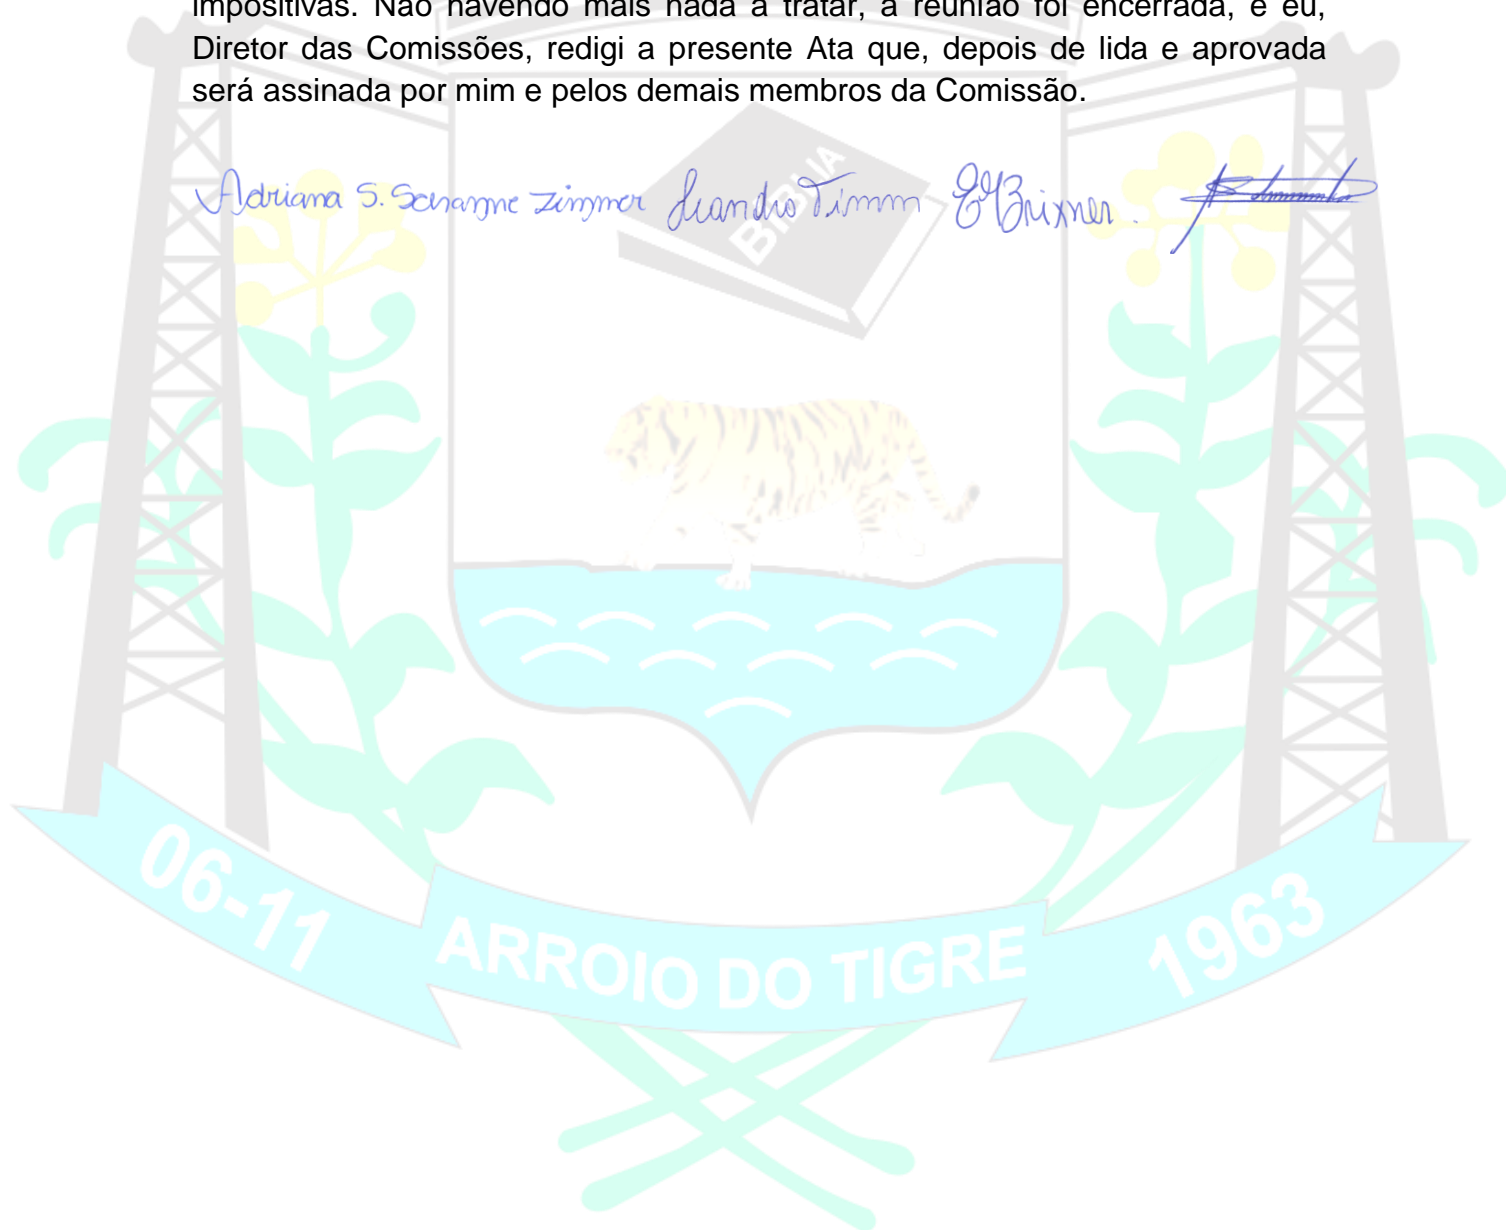 impositivas. Não havendo mais nada a tratar, a reunião foi encerrada, e eu,
Diretor das Comissões, redigi a presente Ata que, depois de lida e aprovada
será assinada por mim e pelos demais membros da Comissão.
Adriana S. Zimmer Leandro Timm EBrixner.
BIBLIA
06-11 ARROIO DO TIGRE 1963